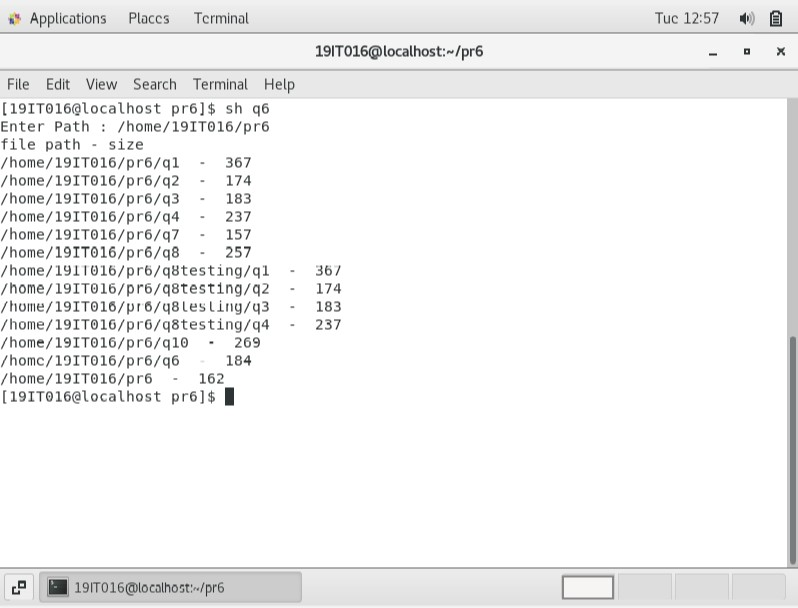 Applications Places Terminal Tue 12:57
19IT016@localhost:~/pr6
File Edit View Search Terminal Help
[19IT016@localhost pr6]$ sh q6
Enter Path : /home/19IT016/pr6
file path - size
/home/19IT016/pr6/q1 - 367
/home/19IT016/pr6/q2 - 174
/home/19IT016/pr6/q3 - 183
/home/19IT016/pr6/q4 - 237
/home/19IT016/pr6/q7 - 157
/home/19IT016/pr6/q8 - 257
/home/19IT016/pr6/q8testing/q1 - 367
/home/19IT016/pr6/q8testing/q2 - 174
/home/19IT016/pr6/q8testing/q3 - 183
/home/19IT016/pr6/q8testing/q4 - 237
/home/19IT016/pr6/q10 - 269
/home/19IT016/pr6/q6 - 184
/home/19IT016/pr6 - 162
[19IT016@localhost pr6]$
19IT016@localhost:~/pr6